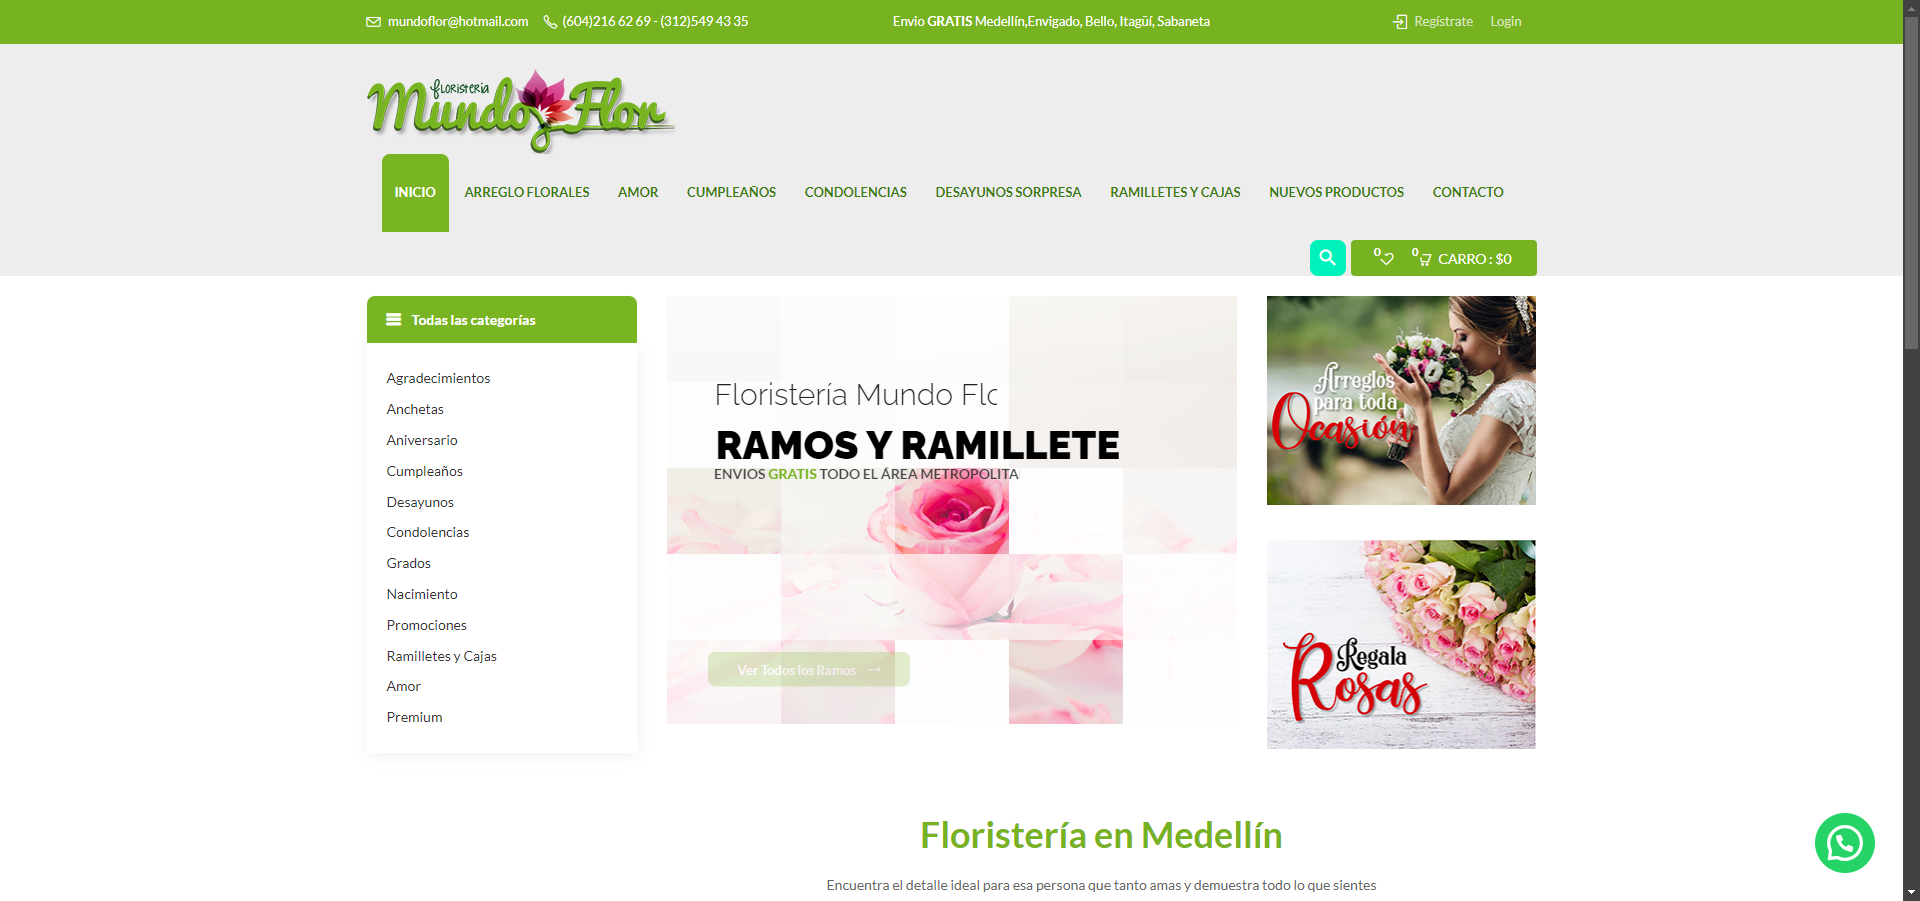 mundoflor@hotmail.com
(604)216 62 69 - (312)549 43 35
Envio GRATIS Medellín,Envigado, Bello, Itagüí, Sabaneta
Regístrate
Login
floristería
Mundo Flor
INICIO
ARREGLO FLORALES
AMOR
CUMPLEAÑOS
CONDOLENCIAS
DESAYUNOS SORPRESA
RAMILLETES Y CAJAS
NUEVOS PRODUCTOS
CONTACTO
0
0
CARRO : $0
Todas las categorías
Agradecimientos
Anchetas
Aniversario
Cumpleaños
Desayunos
Condolencias
Grados
Nacimiento
Promociones
Ramilletes y Cajas
Amor
Premium
Floristería Mundo Flo
RAMOS Y RAMILLETE
ENVIOS GRATIS TODO EL ÁREA METROPOLITA
Ver Todos los Ramos →
Arreglos
para toda
Ocasión
Regala
Rosas
Floristería en Medellín
Encuentra el detalle ideal para esa persona que tanto amas y demuestra todo lo que sientes